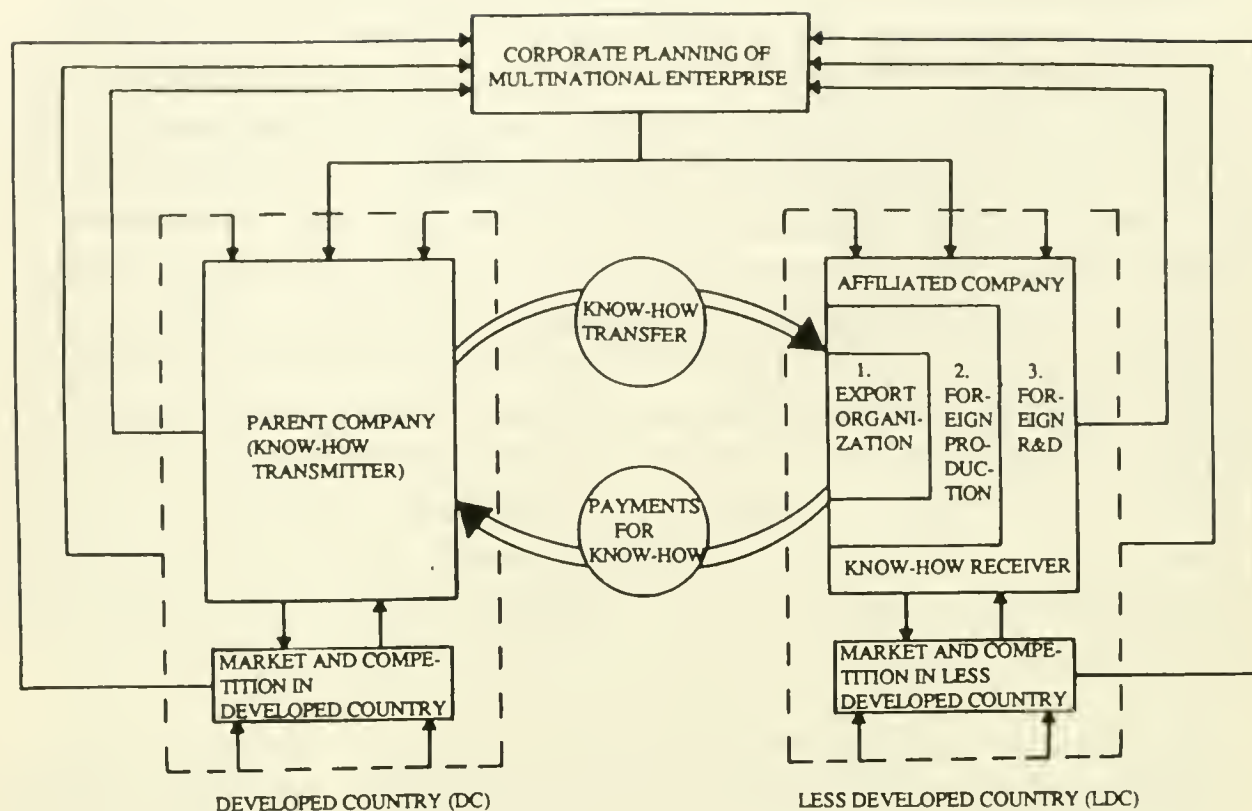 CORPORATE PLANNING OF
MULTINATIONAL ENTERPRISE
KNOW-HOW
TRANSFER
PARENT COMPANY
(KNOW-HOW
TRANSMITTER)
PAYMENTS
FOR
KNOW-HOW
AFFILIATED COMPANY
1.
EXPORT
ORGANI-
ZATION
2.
FOR-
EIGN
PRO-
DUC-
TION
3.
FOR-
EIGN
R&D
KNOW-HOW RECEIVER
MARKET AND COMPE-
TITION IN
DEVELOPED COUNTRY
MARKET AND COMPE-
TITION IN LESS
DEVELOPED COUNTRY
DEVELOPED COUNTRY (DC)
LESS DEVELOPED COUNTRY (LDC)